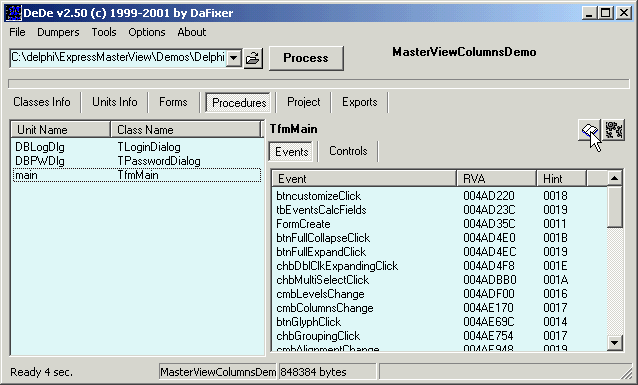 DeDe v2.50 (c) 1999-2001 by DaFixer
File Dumpers Tools Options About
C:\delphi\ExpressMasterView\Demos\Delphi Process MasterViewColumnsDemo
Classes Info Units Info Forms Procedures Project Exports
Unit Name Class Name
DBLogDlg TLoginDialog
DBPWDlg TPasswordDialog
main TfmMain
TfmMain
Events Controls
Event RVA Hint
btncustomizeClick 004AD220 0018
tbEventsCalcFields 004AD23C 0019
FormCreate 004AD35C 0011
btnFullCollapseClick 004AD4E0 001B
btnFullExpandClick 004AD4EC 0019
chbDblClkExpandingClick 004AD4F8 001E
chbMultiSelectClick 004ADBB0 001A
cmbLevelsChange 004ADF00 0016
cmbColumnsChange 004AE170 0017
btnGlyphClick 004AE69C 0014
chbGroupingClick 004AE754 0017
cmbAlignmentChange 004AE948 0019
Ready 4 sec. MasterViewColumnsDem 848384 bytes